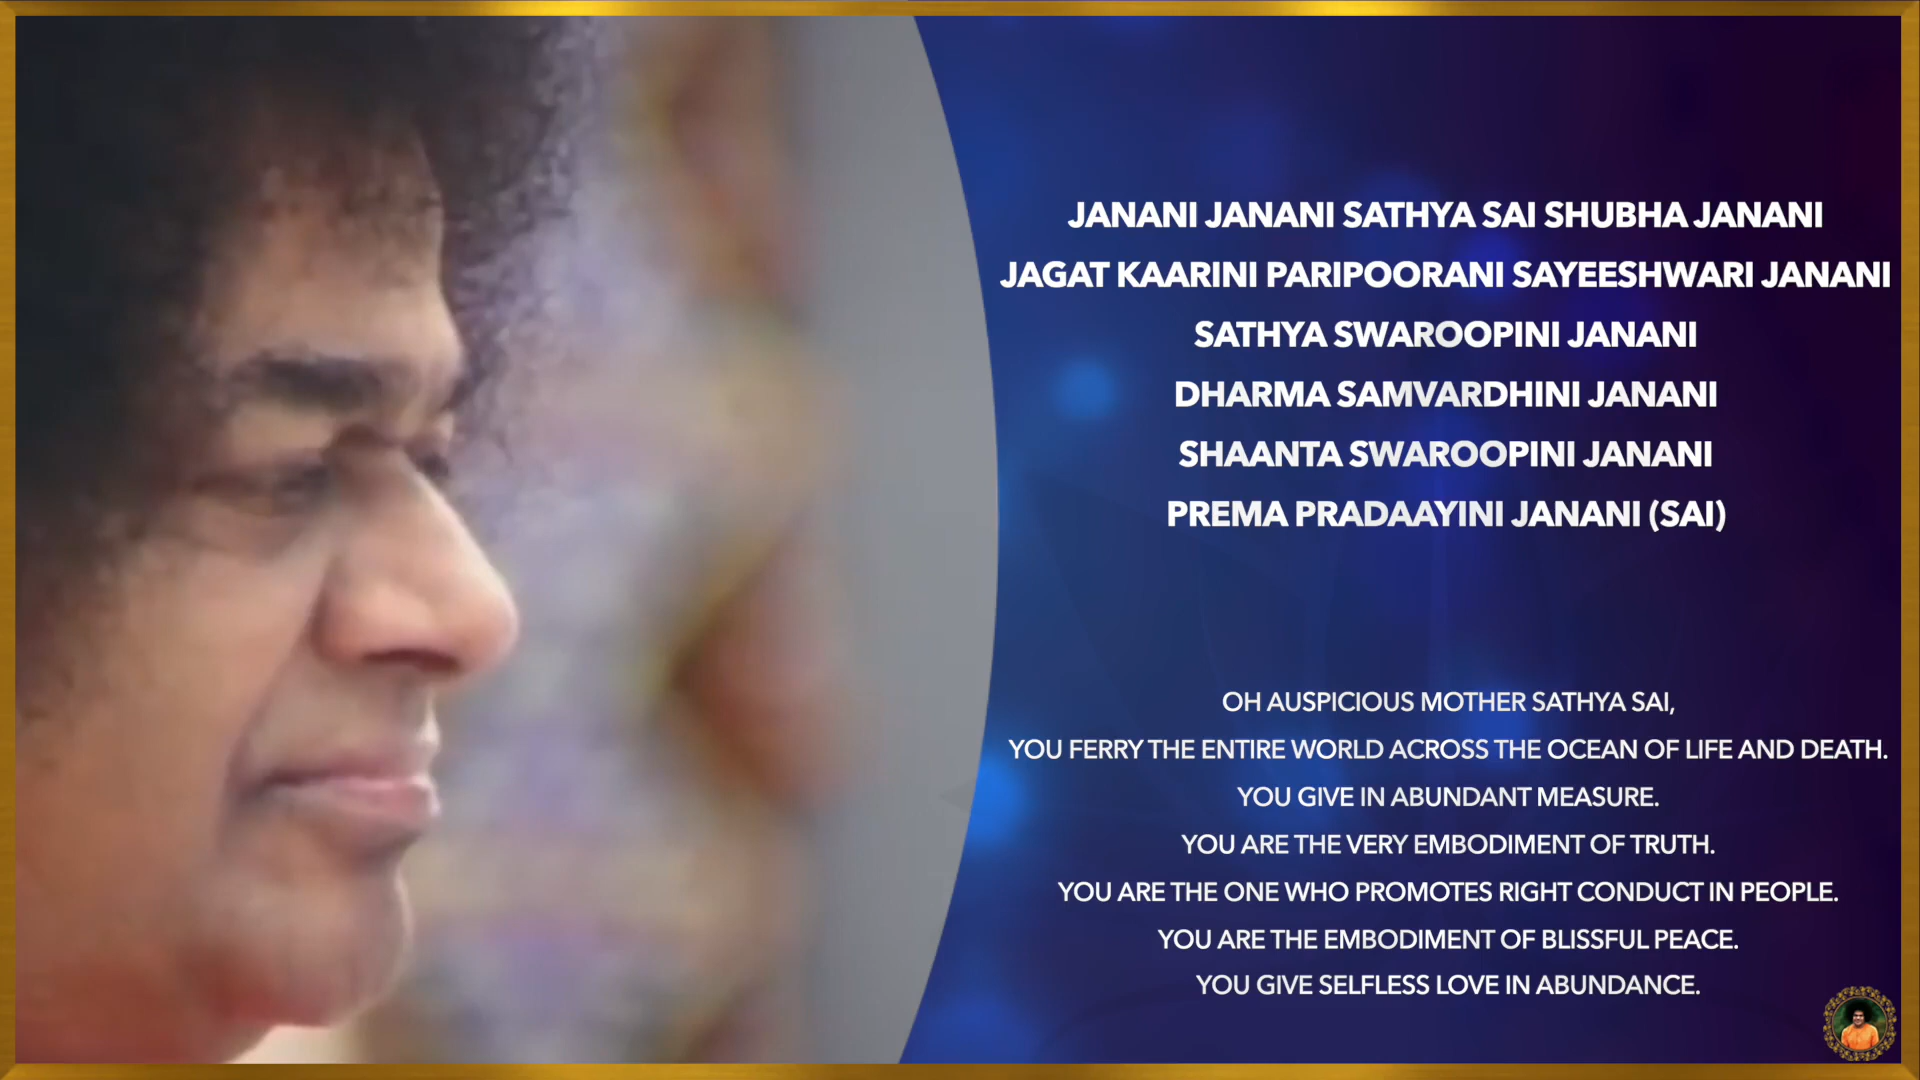 JANANI JANANI SATHYA SAI SHUBHA JANANI
JAGAT KAARINI PARIPOORANI SAYEESHWARI JANANI
SATHYA SWAROOPINI JANANI
DHARMA SAMVARDHINI JANANI
SHAANTA SWAROOPINI JANANI
PREMA PRADAAYINI JANANI (SAI)
OH AUSPICIOUS MOTHER SATHYA SAI,
YOU FERRY THE ENTIRE WORLD ACROSS THE OCEAN OF LIFE AND DEATH.
YOU GIVE IN ABUNDANT MEASURE.
YOU ARE THE VERY EMBODIMENT OF TRUTH.
YOU ARE THE ONE WHO PROMOTES RIGHT CONDUCT IN PEOPLE.
YOU ARE THE EMBODIMENT OF BLISSFUL PEACE.
YOU GIVE SELFLESS LOVE IN ABUNDANCE.